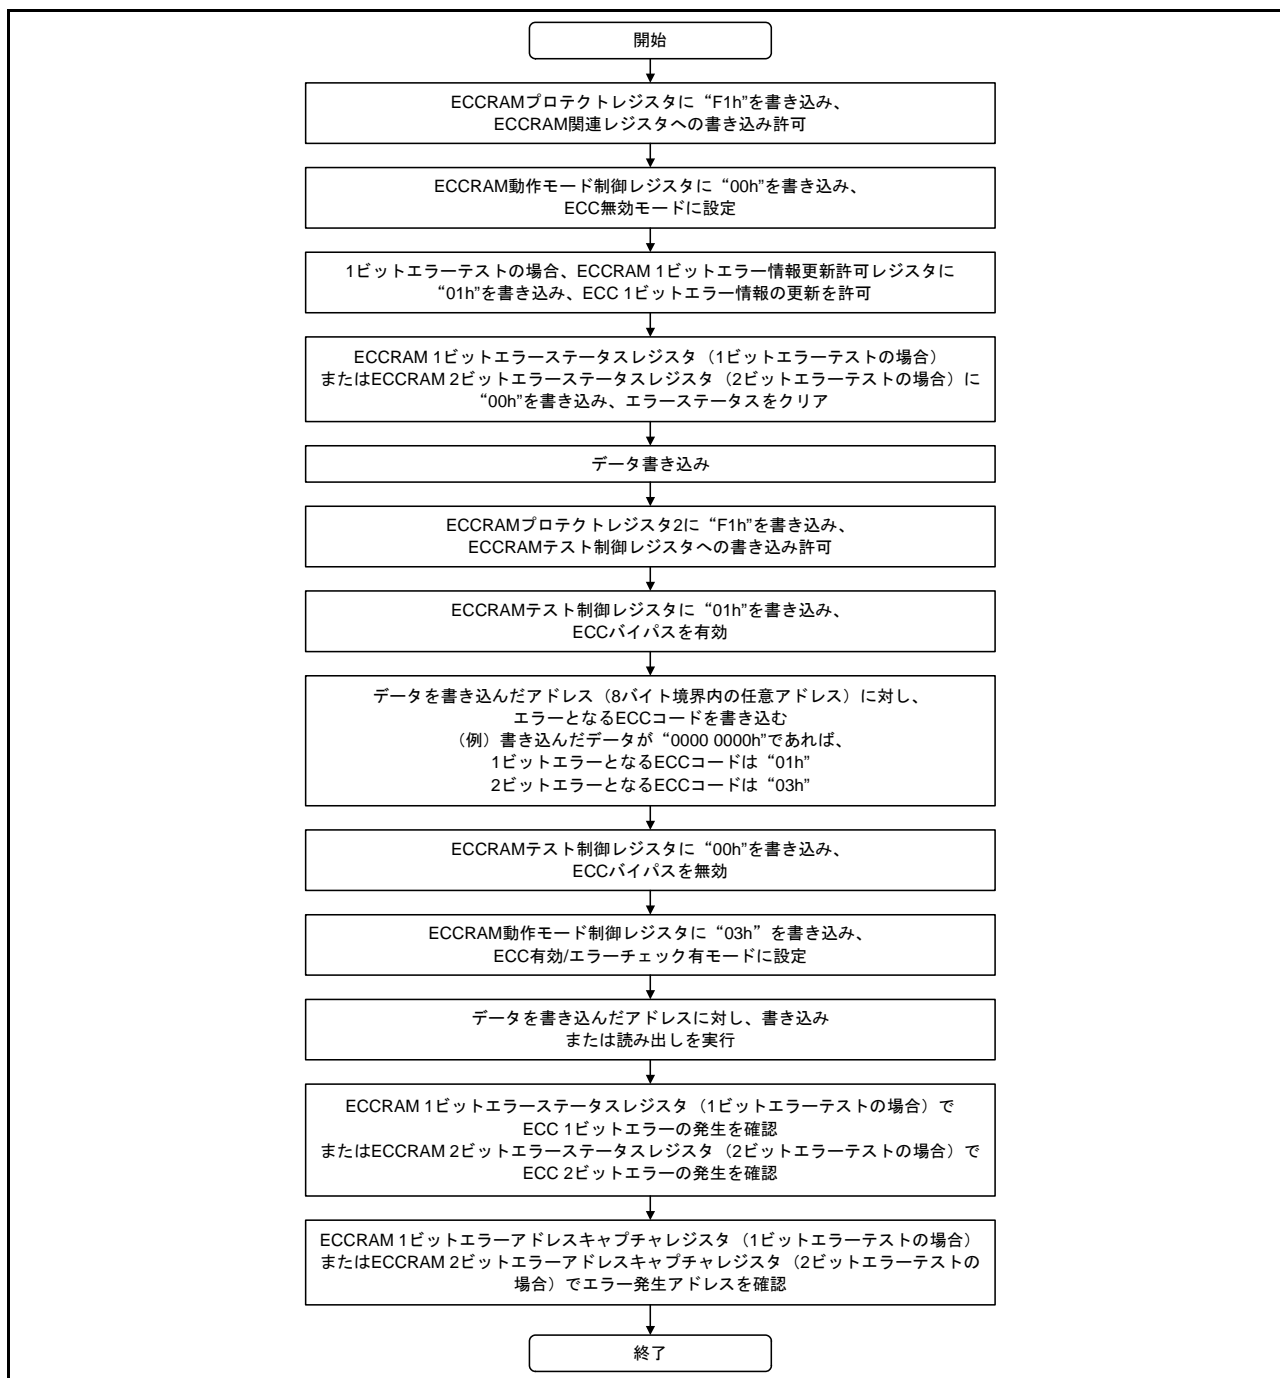 開始
ECCRAMプロテクトレジスタに“F1h”を書き込み、
ECCRAM関連レジスタへの書き込み許可
ECCRAM動作モード制御レジスタに“00h”を書き込み、
ECC無効モードに設定
1ビットエラーテストの場合、ECCRAM 1ビットエラー情報更新許可レジスタに
“01h”を書き込み、ECC 1ビットエラー情報の更新を許可
ECCRAM 1ビットエラーステータスレジスタ（1ビットエラーテストの場合）
またはECCRAM 2ビットエラーステータスレジスタ（2ビットエラーテストの場合）に
“00h”を書き込み、エラーステータスをクリア
データ書き込み
ECCRAMプロテクトレジスタ2に“F1h”を書き込み、
ECCRAMテスト制御レジスタへの書き込み許可
ECCRAMテスト制御レジスタに“01h”を書き込み、
ECCバイパスを有効
データを書き込んだアドレス（8バイト境界内の任意アドレス）に対し、
エラーとなるECCコードを書き込む
（例）書き込んだデータが“0000 0000h”であれば、
1ビットエラーとなるECCコードは“01h”
2ビットエラーとなるECCコードは“03h”
ECCRAMテスト制御レジスタに“00h”を書き込み、
ECCバイパスを無効
ECCRAM動作モード制御レジスタに“03h”を書き込み、
ECC有効/エラーチェック有モードに設定
データを書き込んだアドレスに対し、書き込み
または読み出しを実行
ECCRAM 1ビットエラーステータスレジスタ（1ビットエラーテストの場合）で
ECC 1ビットエラーの発生を確認
またはECCRAM 2ビットエラーステータスレジスタ（2ビットエラーテストの場合）で
ECC 2ビットエラーの発生を確認
ECCRAM 1ビットエラーアドレスキャプチャレジスタ（1ビットエラーテストの場合）
またはECCRAM 2ビットエラーアドレスキャプチャレジスタ（2ビットエラーテストの
場合）でエラー発生アドレスを確認
終了